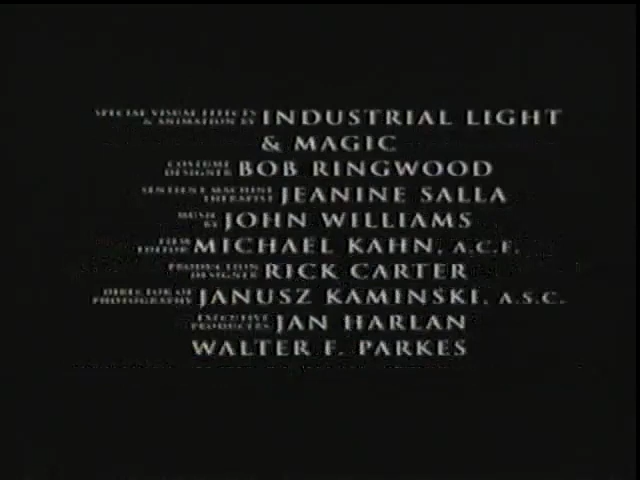 SPECIAL VISUAL EFFECTS & ANIMATION BY INDUSTRIAL LIGHT
& MAGIC
COSTUME DESIGNER BOB RINGWOOD
SENTIENT MACHINE THERAPIST JEANINE SALLA
MUSIC BY JOHN WILLIAMS
FILM EDITOR MICHAEL KAHN, A.C.E.
PRODUCTION DESIGNER RICK CARTER
DIRECTOR OF PHOTOGRAPHY JANUSZ KAMINSKI, A.S.C.
EXECUTIVE PRODUCERS JAN HARLAN
WALTER F. PARKES